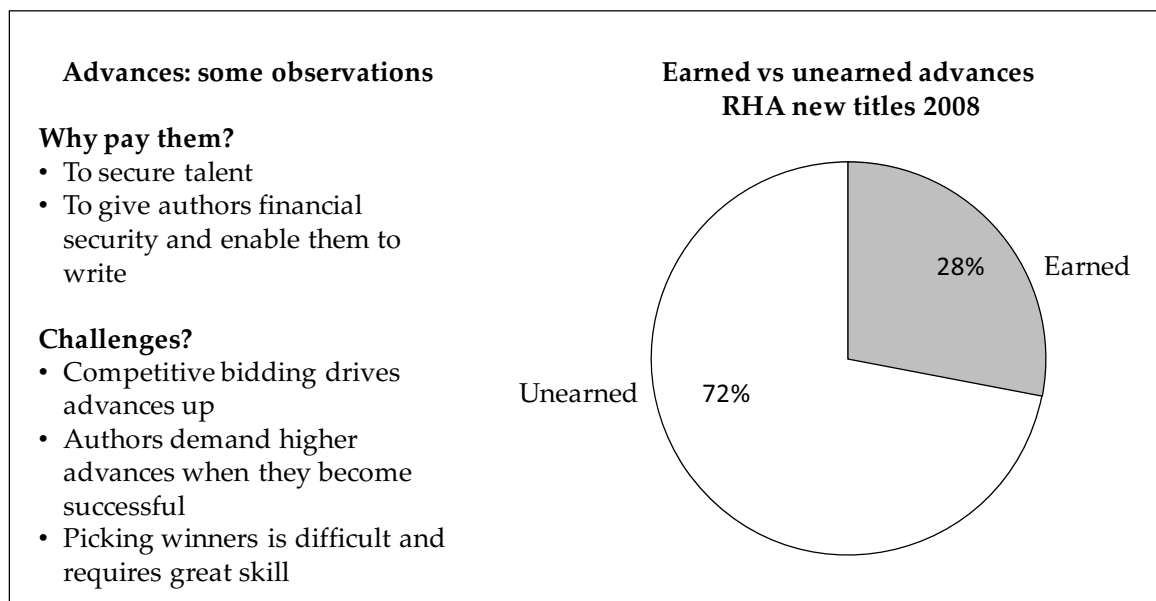 Advances: some observations
Why pay them?
• To secure talent
• To give authors financial
security and enable them to
write
Challenges?
• Competitive bidding drives
advances up
• Authors demand higher
advances when they become
successful
• Picking winners is difficult and
requires great skill
Earned vs unearned advances
RHA new titles 2008
28%
Earned
Unearned
72%